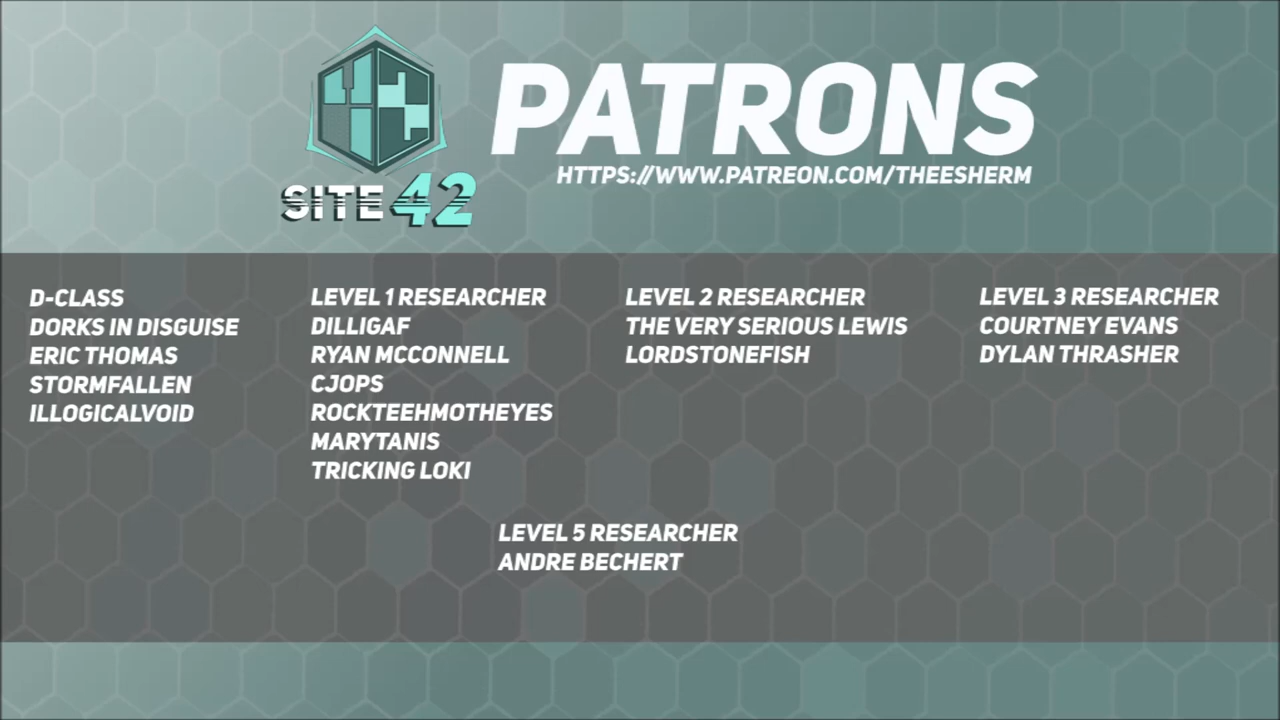 PATRONS
HTTPS://WWW.PATREON.COM/THEESHERM
SITE 42
D-CLASS
DORKS IN DISGUISE
ERIC THOMAS
STORMFALLEN
ILLOGICALVOID
LEVEL 1 RESEARCHER
DILLIGAF
RYAN MCCONNELL
CJOPS
ROCKTEEHMOTHEYES
MARYTANIS
TRICKING LOKI
LEVEL 2 RESEARCHER
THE VERY SERIOUS LEWIS
LORDSTONEFISH
LEVEL 3 RESEARCHER
COURTNEY EVANS
DYLAN THRASHER
LEVEL 5 RESEARCHER
ANDRE BECHERT